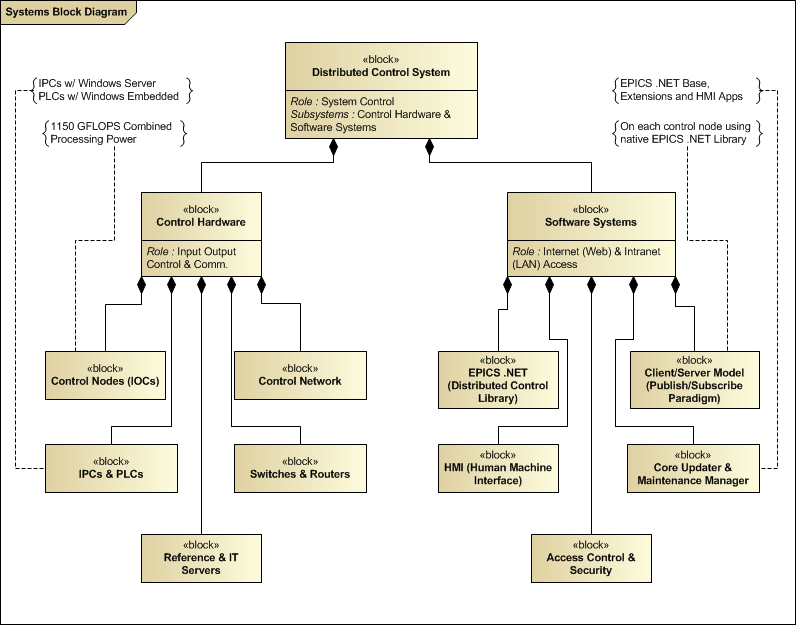 Systems Block Diagram
«block»
Distributed Control System
Role : System Control
Subsystems : Control Hardware &
Software Systems
IPCs w/ Windows Server
PLCs w/ Windows Embedded
1150 GFLOPS Combined
Processing Power
EPICS .NET Base,
Extensions and HMI Apps
On each control node using
native EPICS .NET Library
«block»
Control Hardware
Role : Input Output
Control & Comm.
«block»
Software Systems
Role : Internet (Web) & Intranet
(LAN) Access
«block»
Control Nodes (IOCs)
«block»
Control Network
«block»
EPICS .NET
(Distributed Control
Library)
«block»
Client/Server Model
(Publish/Subscribe
Paradigm)
«block»
IPCs & PLCs
«block»
Switches & Routers
«block»
HMI (Human Machine
Interface)
«block»
Core Updater &
Maintenance Manager
«block»
Reference & IT
Servers
«block»
Access Control &
Security